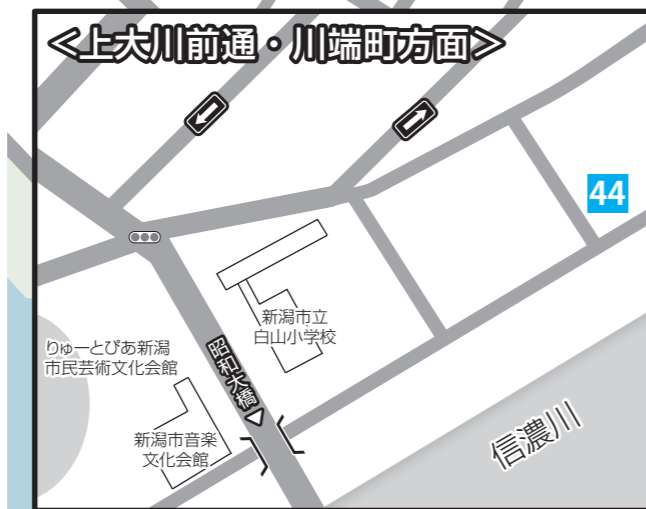 ＜上大川前通・川端町方面＞
44
新潟市立
白山小学校
りゅーとぴあ新潟
市民芸術文化会館
昭和大橋
新潟市音楽
文化会館
信濃川